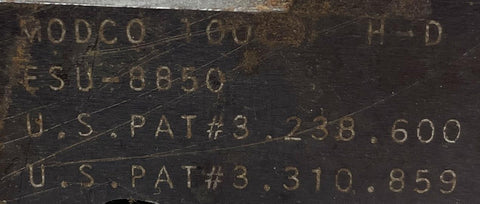 MODCO 100 H-D
ESU-8850
U.S.PAT#3.238.600
U.S.PAT#3.310.859